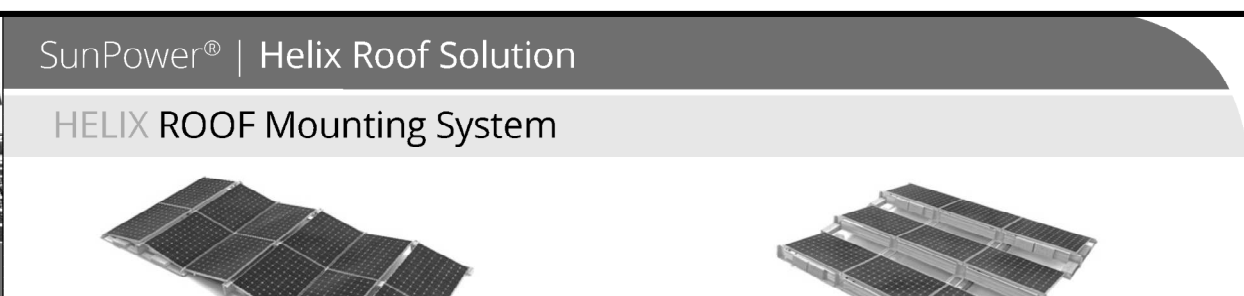 SunPower® | Helix Roof Solution
HELIX ROOF Mounting System